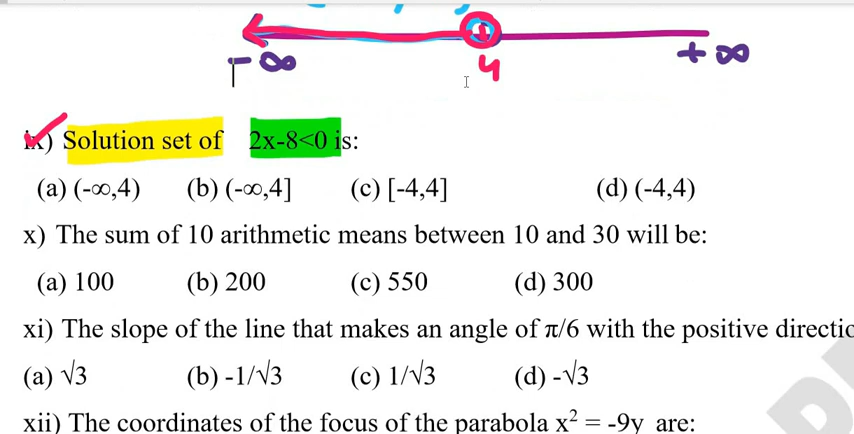 -∞ 4 +∞
ix) Solution set of 2x-8<0 is:
(a) (-∞,4) (b) (-∞,4] (c) [-4,4] (d) (-4,4)
x) The sum of 10 arithmetic means between 10 and 30 will be:
(a) 100 (b) 200 (c) 550 (d) 300
xi) The slope of the line that makes an angle of π/6 with the positive directio
(a) √3 (b) -1/√3 (c) 1/√3 (d) -√3
xii) The coordinates of the focus of the parabola x² = -9y are: